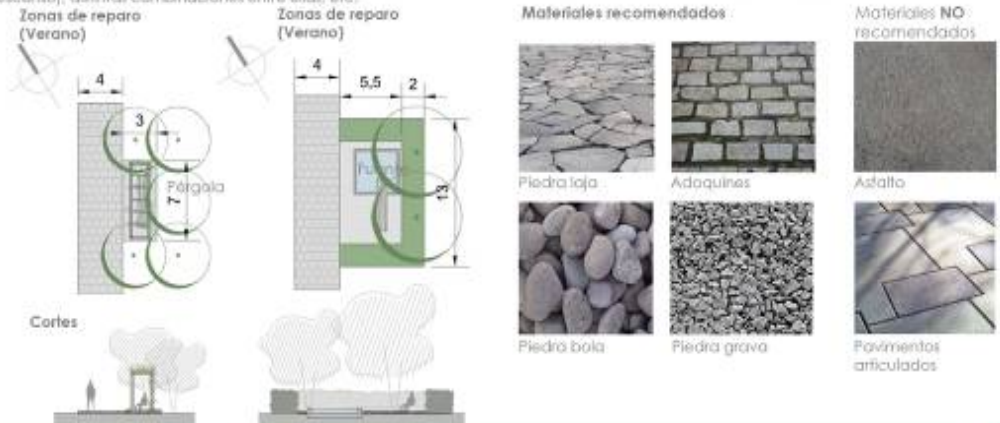 Zonas de reparo
(Verano)
4
3
Pérgola
7
Zonas de reparo
(Verano)
4
5,5
2
13
Cortes
Materiales recomendados
Piedra laja
Adoquines
Piedra bola
Piedra grava
Materiales NO
recomendados
Asfalto
Pavimentos
articulados